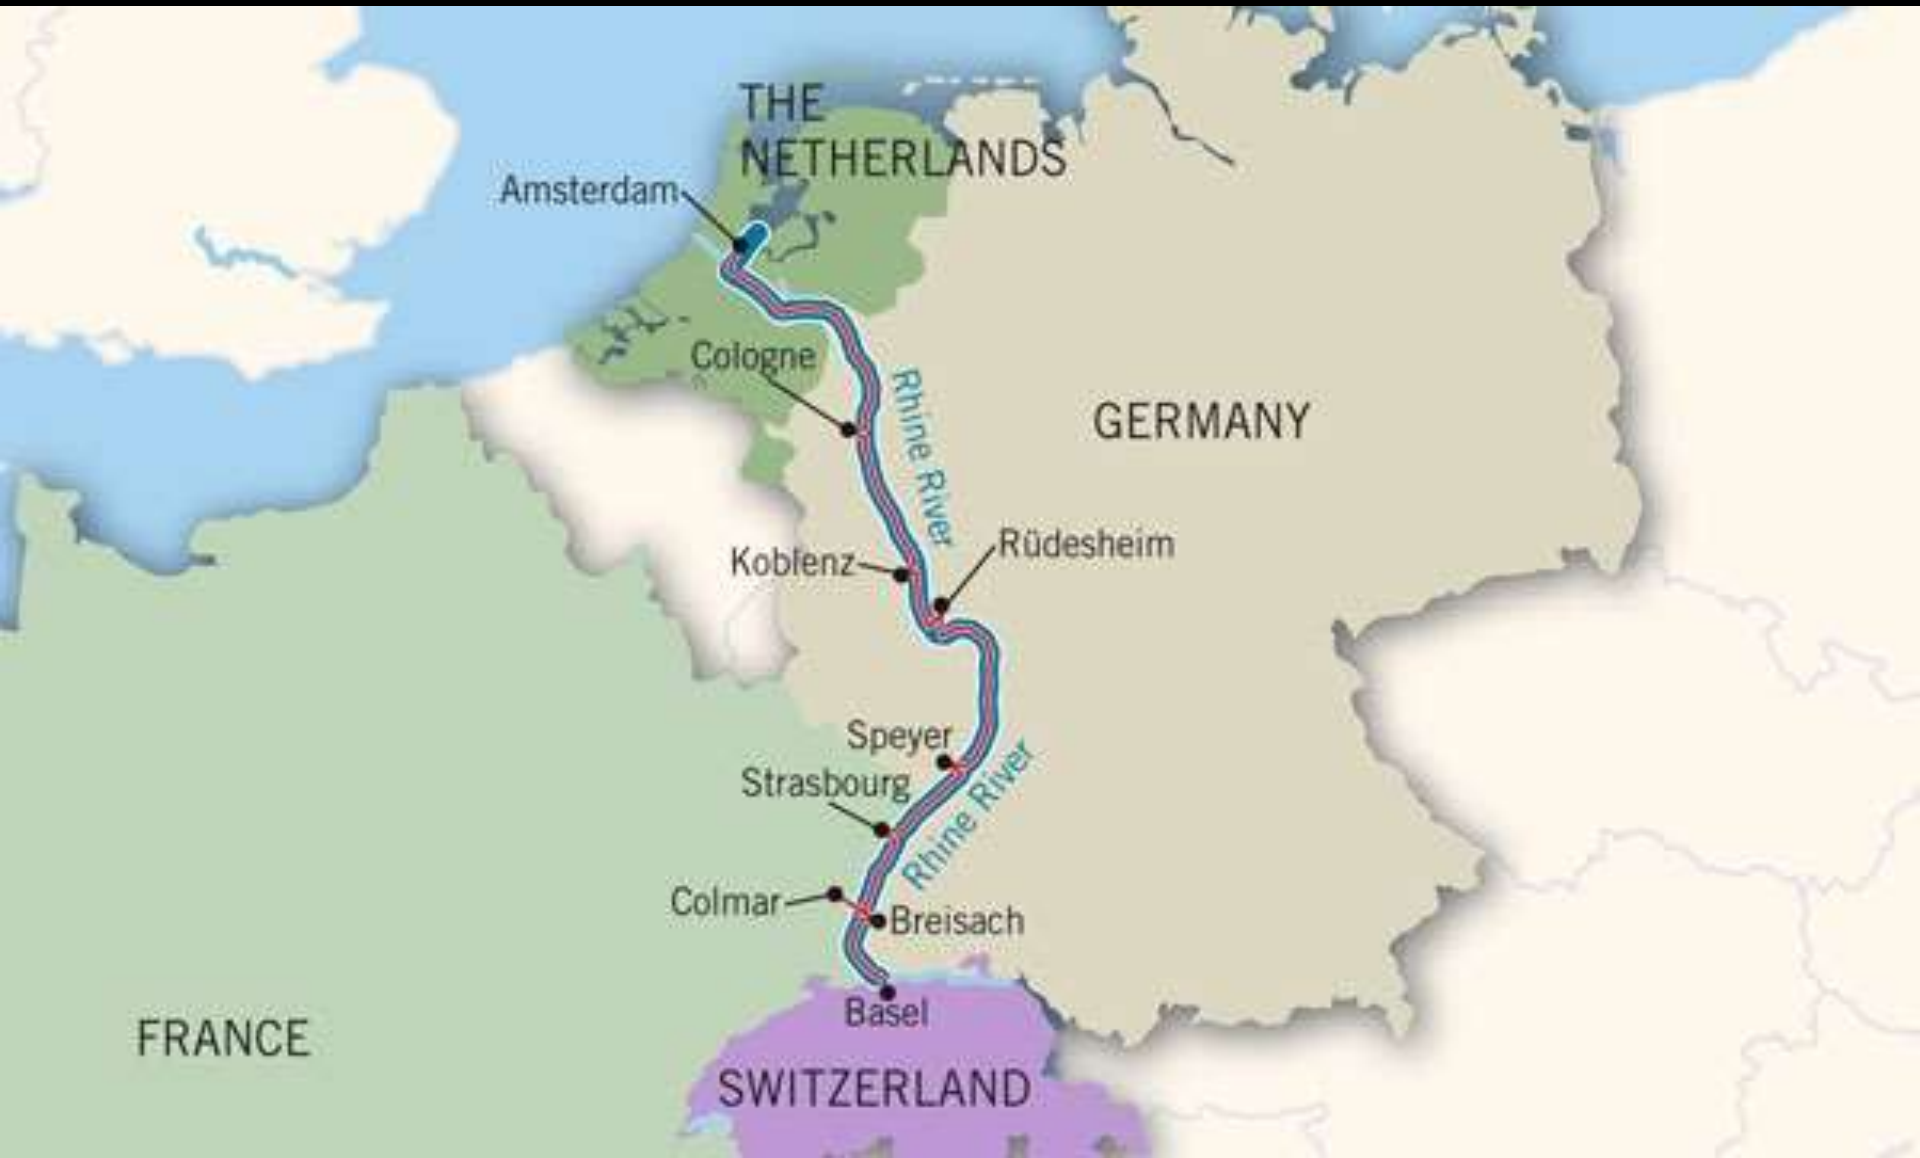 THE
NETHERLANDS
Amsterdam
Cologne
Rhine River
GERMANY
Rüdesheim
Koblenz
Speyer
Strasbourg
Rhine River
Colmar
Breisach
Basel
FRANCE
SWITZERLAND